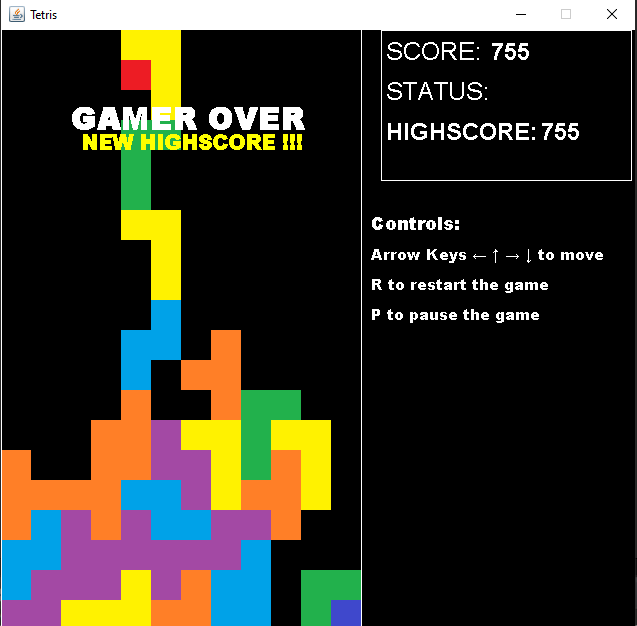 Tetris
GAMER OVER
NEW HIGHSCORE !!!
SCORE: 755
STATUS:
HIGHSCORE: 755
Controls:
Arrow Keys ← ↑ → ↓ to move
R to restart the game
P to pause the game